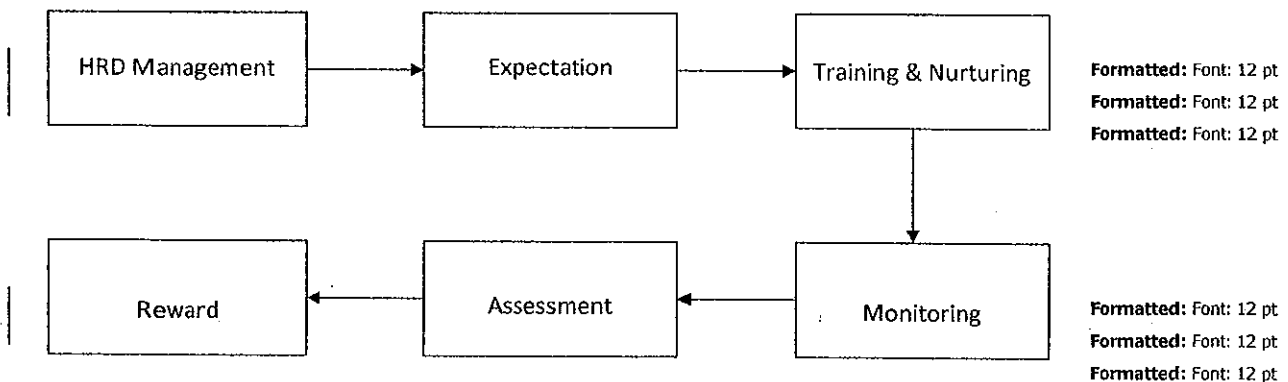 HRD Management
Expectation
Training & Nurturing
Formatted: Font: 12 pt
Formatted: Font: 12 pt
Formatted: Font: 12 pt
Reward
Assessment
Monitoring
Formatted: Font: 12 pt
Formatted: Font: 12 pt
Formatted: Font: 12 pt